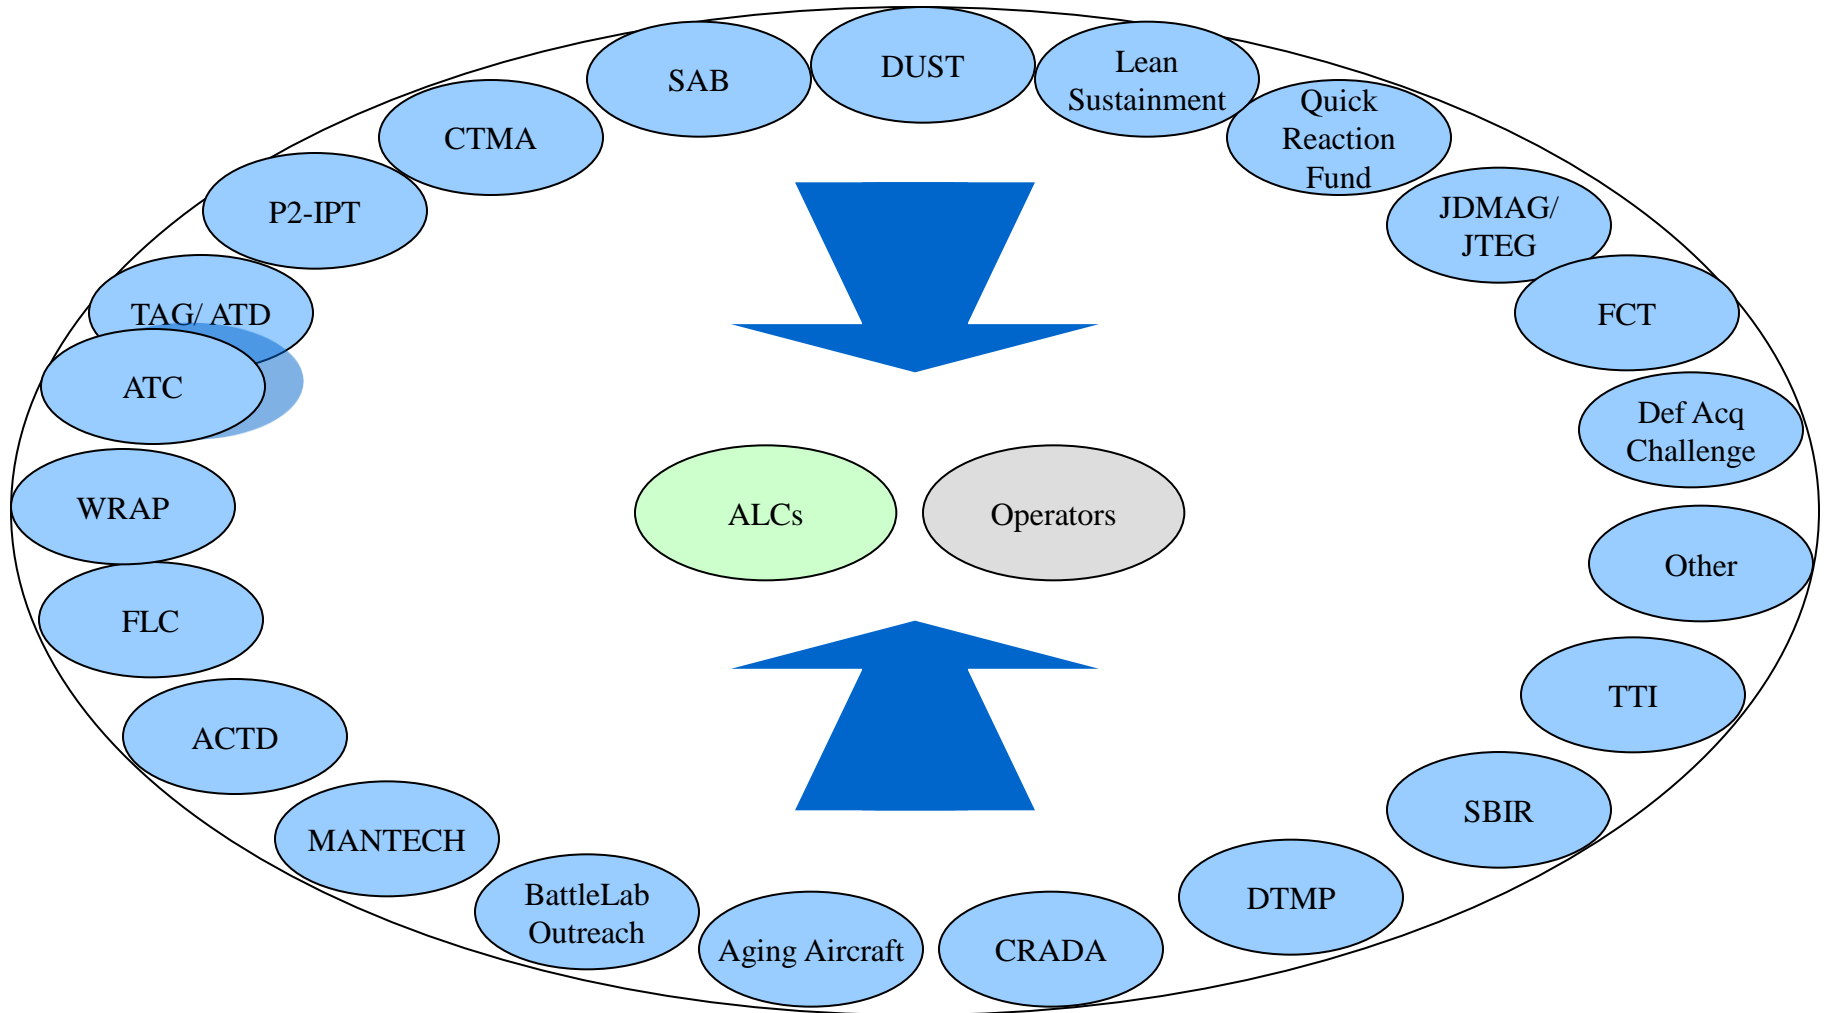 DUST
Lean
Sustainment
Quick
Reaction
Fund
JDMAG/
JTEG
FCT
Def Acq
Challenge
Other
TTI
SBIR
DTMP
CRADA
Aging Aircraft
BattleLab
Outreach
MANTECH
ACTD
FLC
WRAP
ATC
TAG/ ATD
P2-IPT
CTMA
SAB
ALCs
Operators